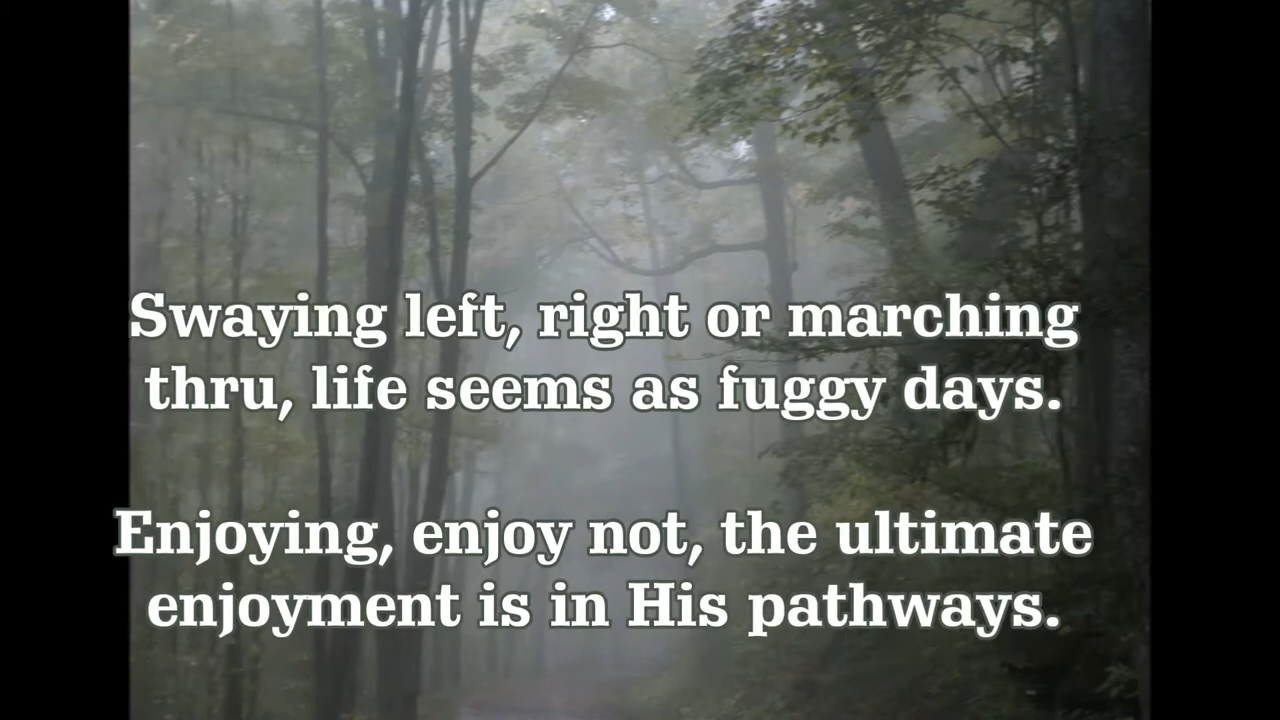 Swaying left, right or marching
thru, life seems as fuggy days.
Enjoying, enjoy not, the ultimate
enjoyment is in His pathways.